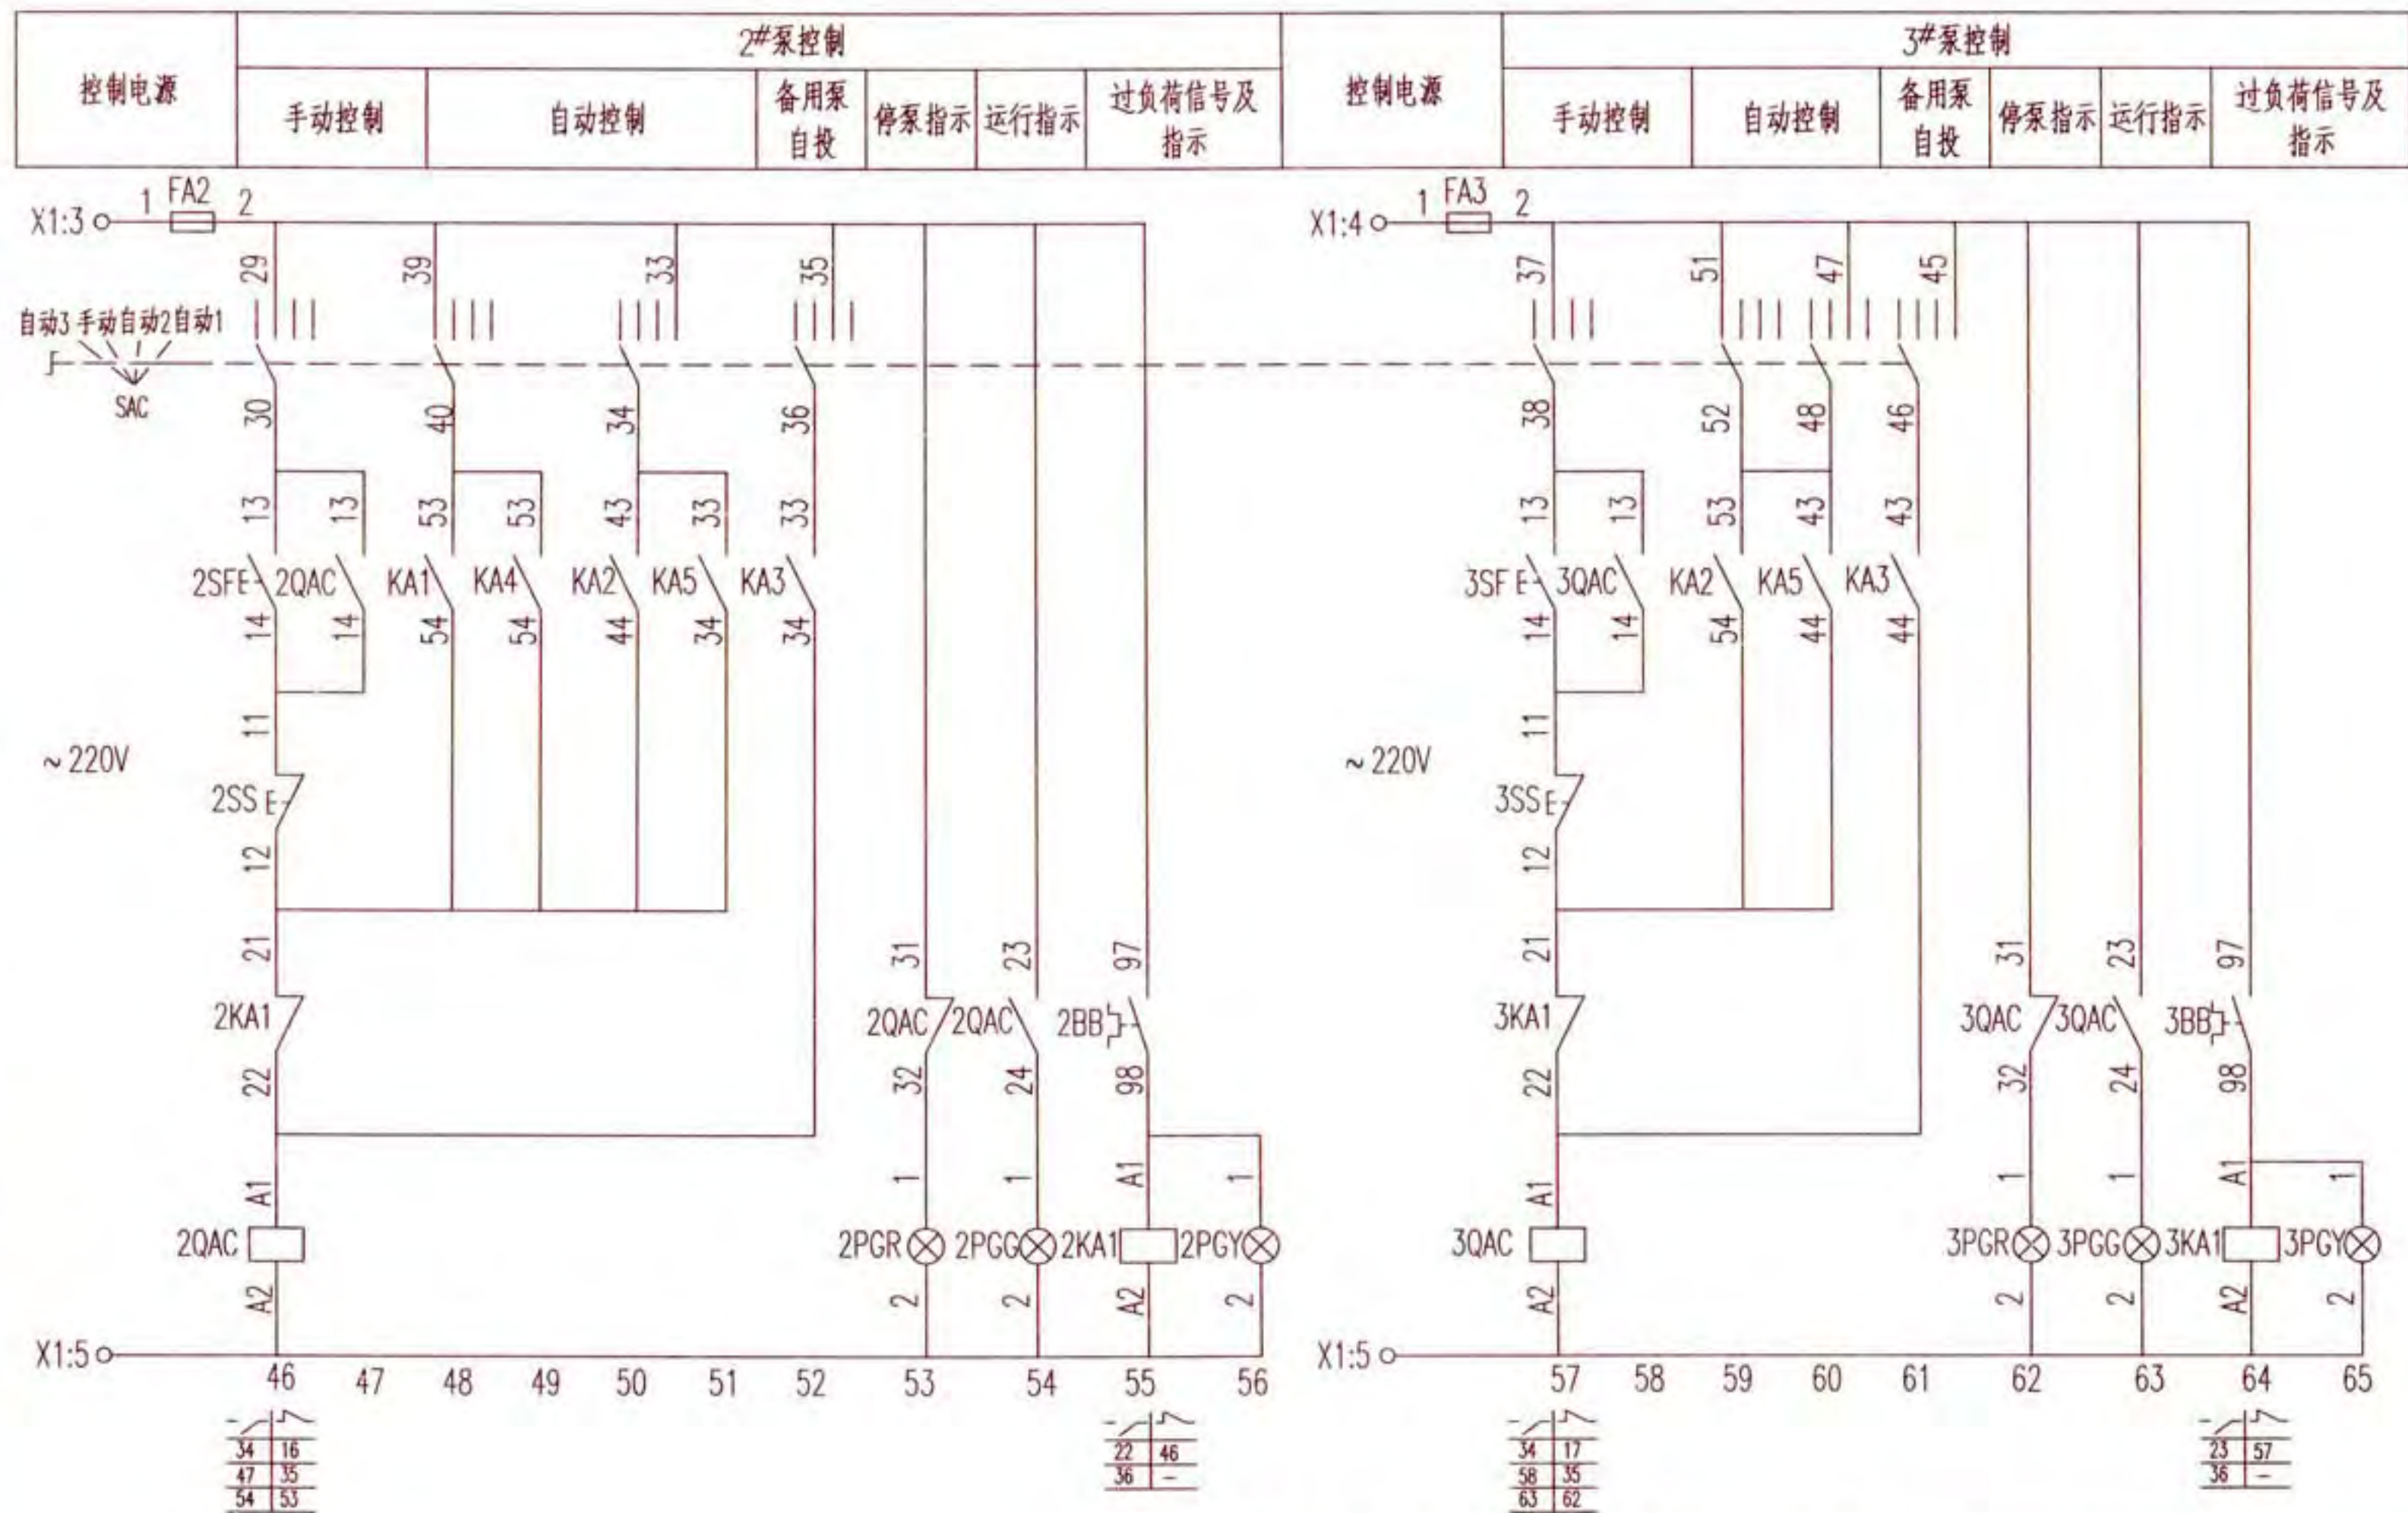 控制电源
2#泵控制
手动控制
自动控制
备用泵
自投
停泵指示
运行指示
过负荷信号及
指示
控制电源
3#泵控制
手动控制
自动控制
备用泵
自投
停泵指示
运行指示
过负荷信号及
指示
X1:3 1 FA2 2
X1:4 1 FA3 2
29 39 33 35
37 51 47 45
自动3 手动 自动2 自动1
SAC
30 40 34 36
38 52 48 46
13 13 53 53 43 33 33
13 13 53 43 43
2SF E 2QAC KA1 KA4 KA2 KA5 KA3
3SF E 3QAC KA2 KA5 KA3
14 14 54 54 44 34 34
14 14 54 44 44
11
11
~220V
~220V
2SS E
3SS E
12
12
21 31 23 97
21 31 23 97
2KA1 2QAC 2QAC 2BB
3KA1 3QAC 3QAC 3BB
22 32 24 98
22 32 24 98
A1 1 1 A1 1
A1 1 1 A1 1
2QAC 2PGR 2PGG 2KA1 2PGY
3QAC 3PGR 3PGG 3KA1 3PGY
A2 2 2 A2 2
A2 2 2 A2 2
X1:5
X1:5
46 47 48 49 50 51 52 53 54 55 56
57 58 59 60 61 62 63 64 65
34 16
47 35
54 53
22 46
36 -
34 17
58 35
63 62
23 57
36 -